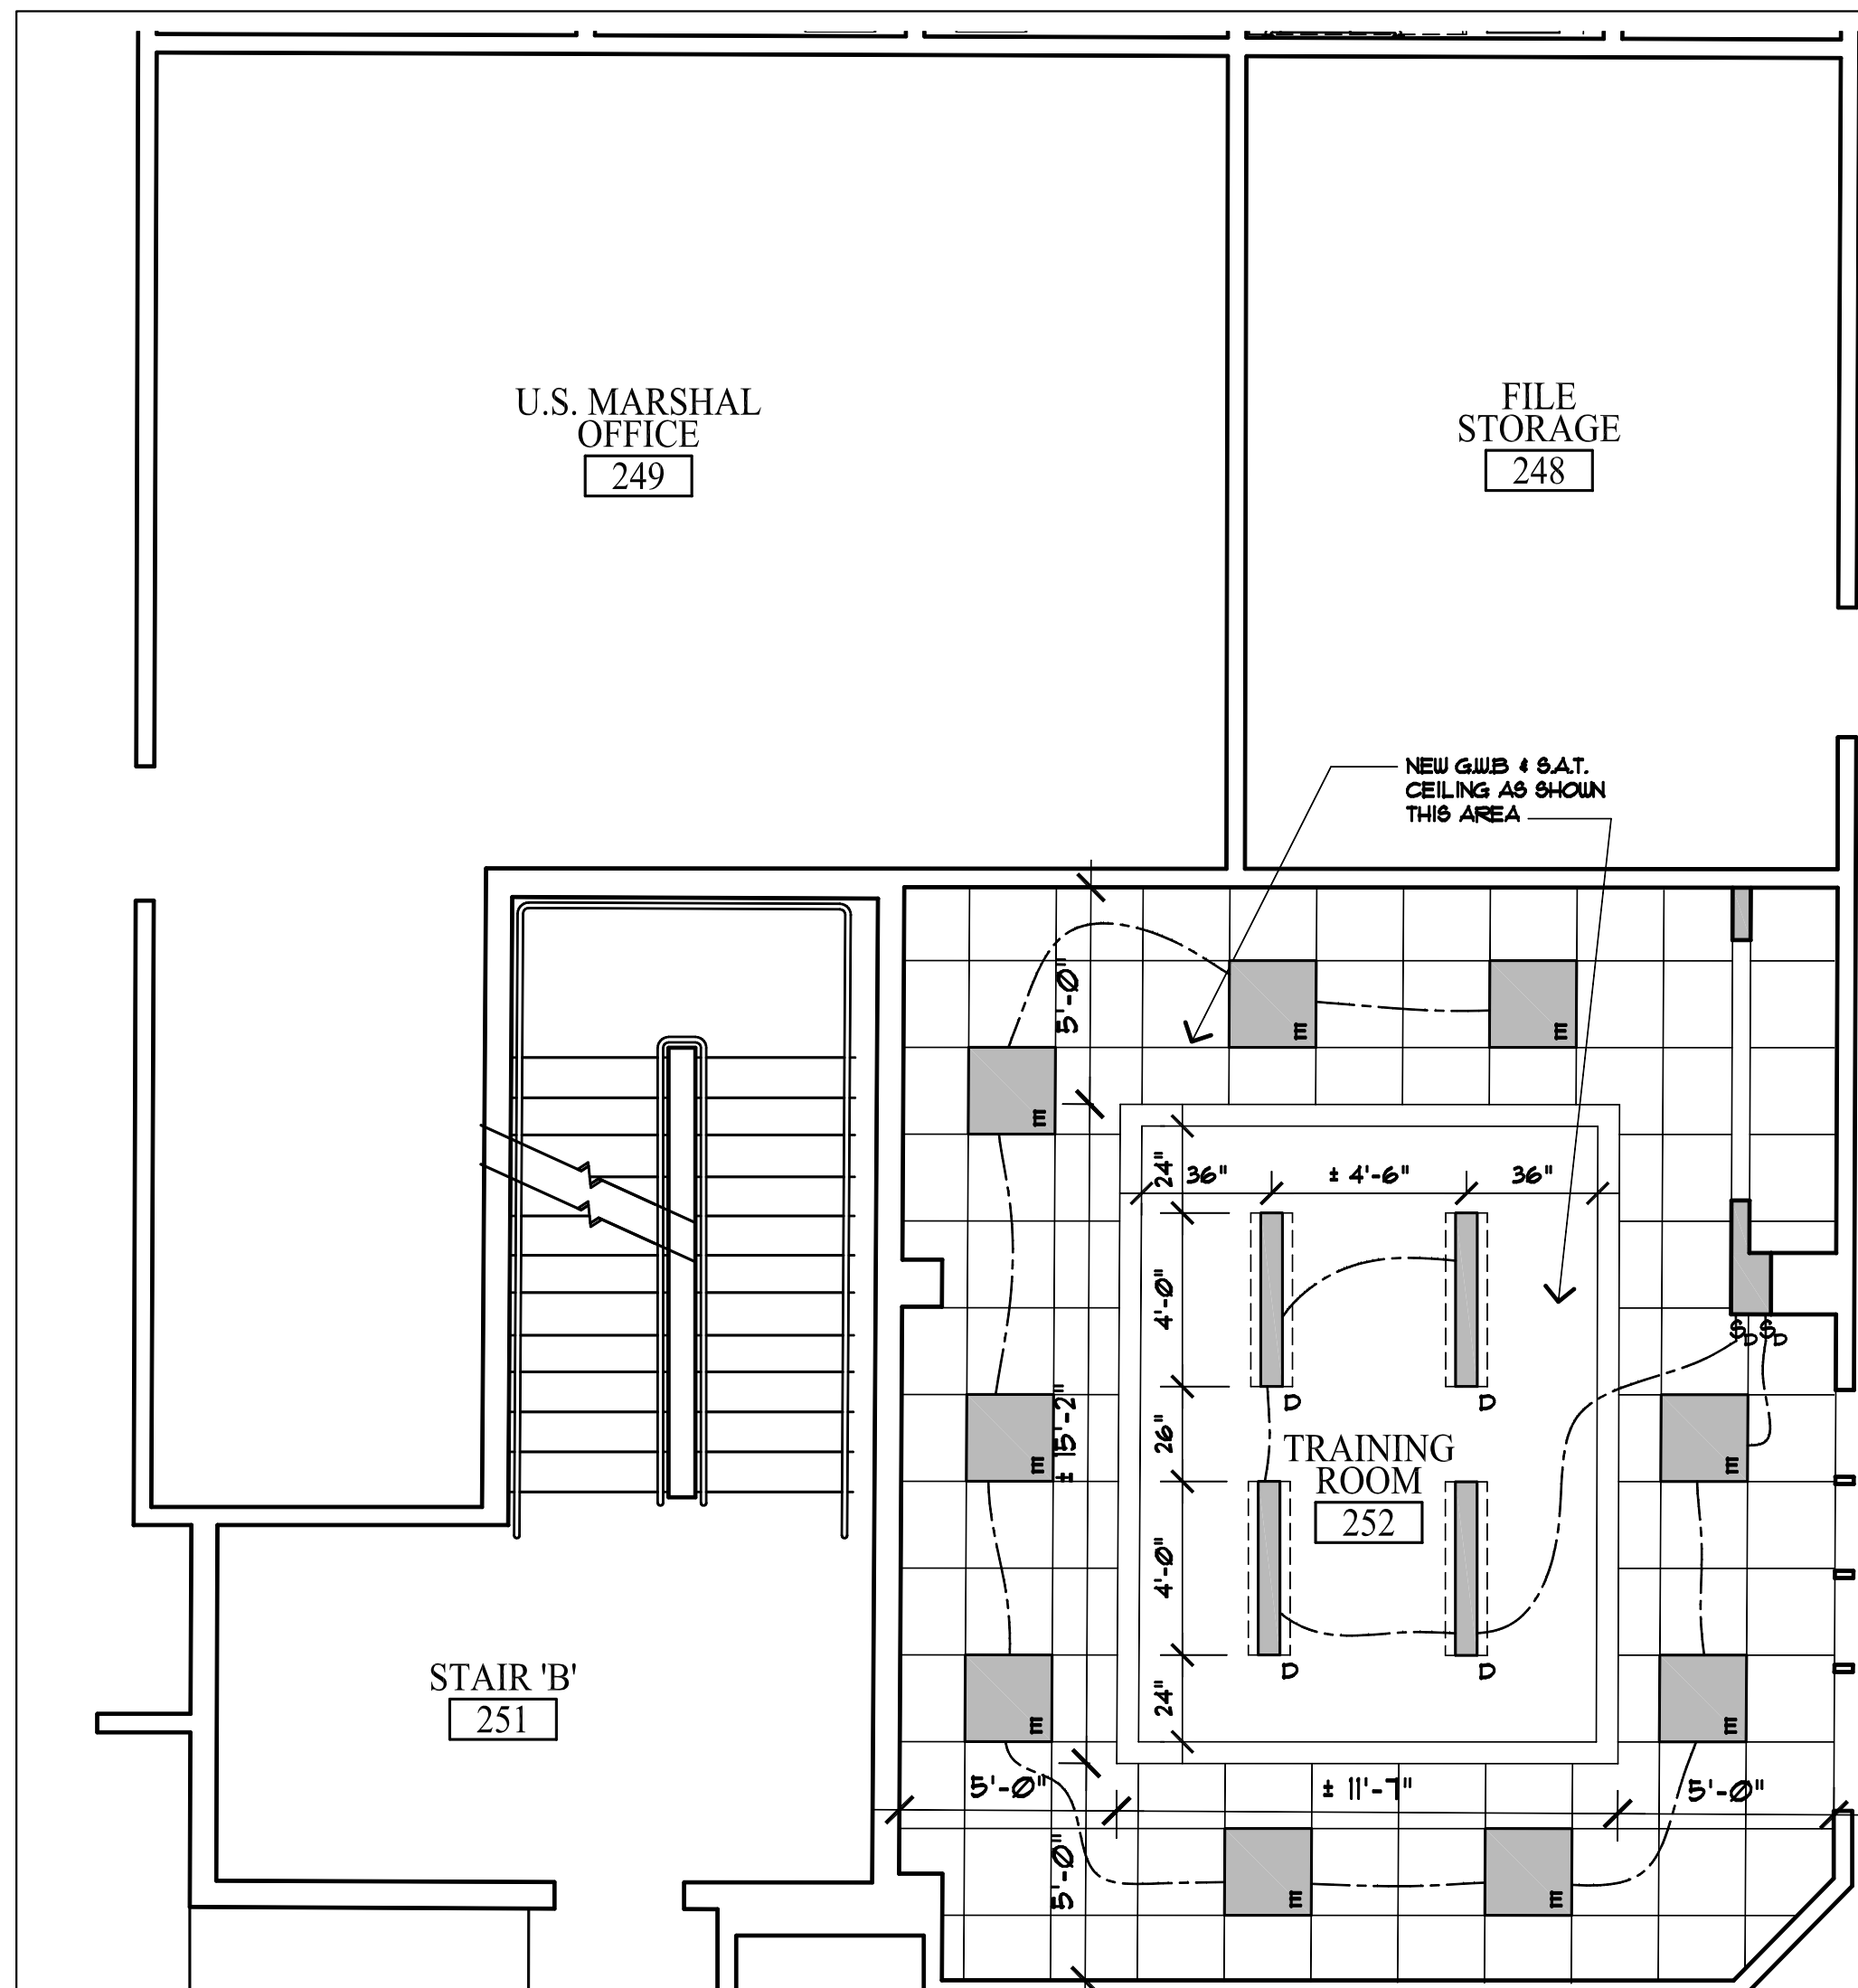 U.S. MARSHAL
OFFICE
249
FILE
STORAGE
248
NEW G.W.B & S.A.T.
CEILING AS SHOWN
THIS AREA
5'-0"
E
E
E
24"
36"
± 4'-6"
36"
4'-0"
$D $D
D
D
± 15'-2"
26"
TRAINING
ROOM
252
E
E
4'-0"
D
D
STAIR 'B'
251
24"
E
E
5'-0"
± 11'-7"
5'-0"
5'-0"
E
E